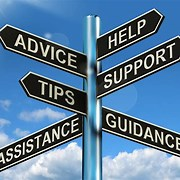 HELP
ADVICE
SUPPORT
TIPS
GUIDANCE
ASSISTANCE